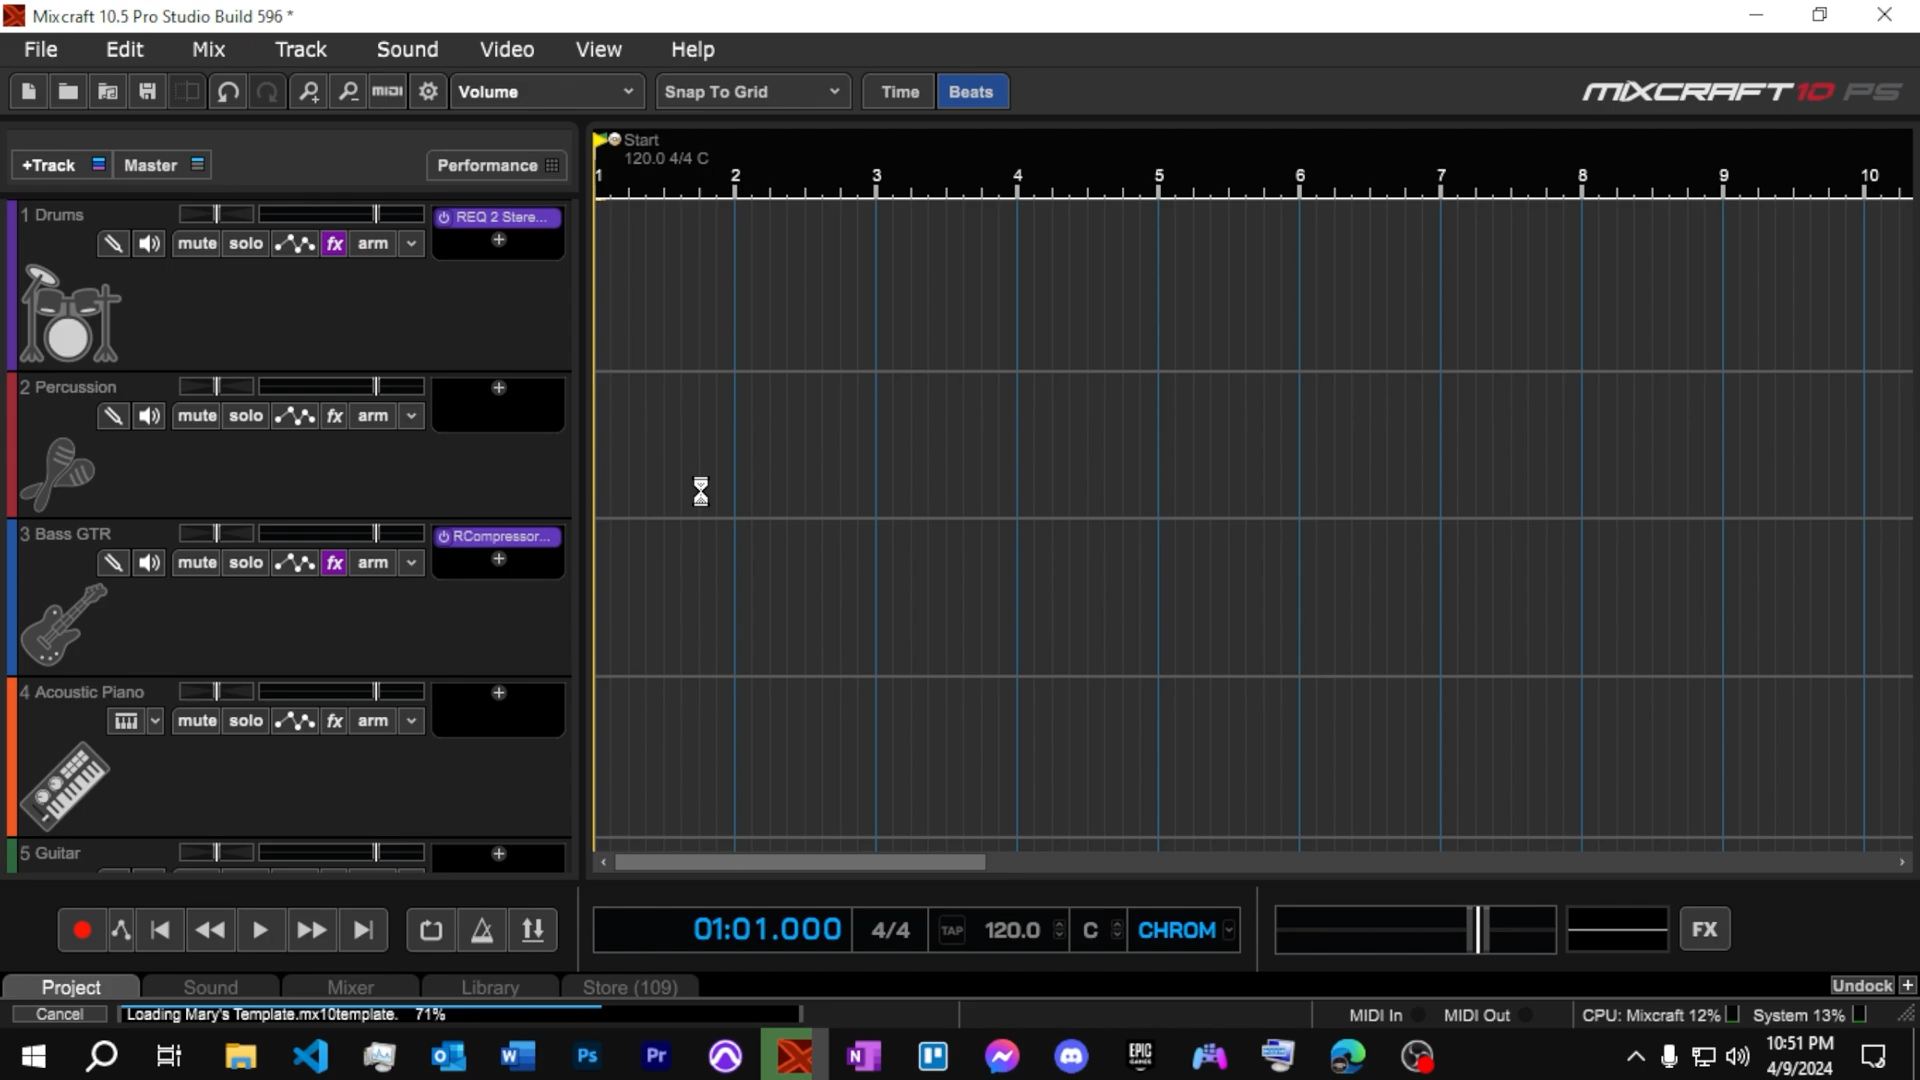 Mixcraft 10.5 Pro Studio Build 596 *
File Edit Mix Track Sound Video View Help
MIDI Volume Snap To Grid Time Beats MIXCRAFT 10 PS
+Track Master Performance
Start
120.0 4/4 C
1 2 3 4 5 6 7 8 9 10
1 Drums
REQ 2 Stere...
mute solo fx arm
2 Percussion
mute solo fx arm
3 Bass GTR
RCompressor...
mute solo fx arm
4 Acoustic Piano
mute solo fx arm
5 Guitar
01:01.000 4/4 TAP 120.0 C CHROM FX
Project Sound Mixer Library Store (109) Undock
Cancel Loading Mary's Template.mx10template. 71% MIDI In MIDI Out CPU: Mixcraft 12% System 13%
W Ps Pr N EPIC GAMES
10:51 PM
4/9/2024